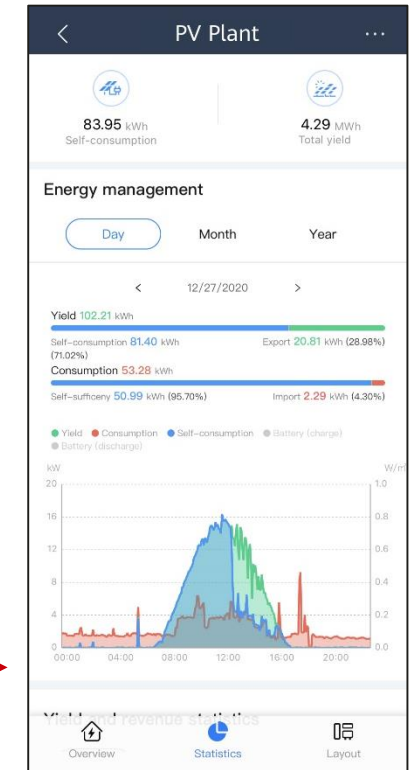 PV Plant
83.95 kWh
Self-consumption
4.29 MWh
Total yield
Energy management
Day Month Year
< 12/27/2020 >
Yield 102.21 kWh
Self-consumption 81.40 kWh (71.02%)
Export 20.81 kWh (28.98%)
Consumption 53.28 kWh
Self-sufficeny 50.99 kWh (95.70%)
Import 2.29 kWh (4.30%)
Yield Consumption Self-consumption Battery (charge)
Battery (discharge)
kW W/㎡
20 1.0
16 0.8
12 0.6
8 0.4
4 0.2
0 0.0
00:00 04:00 08:00 12:00 16:00 20:00
Yield and revenue statistics
Overview Statistics Layout